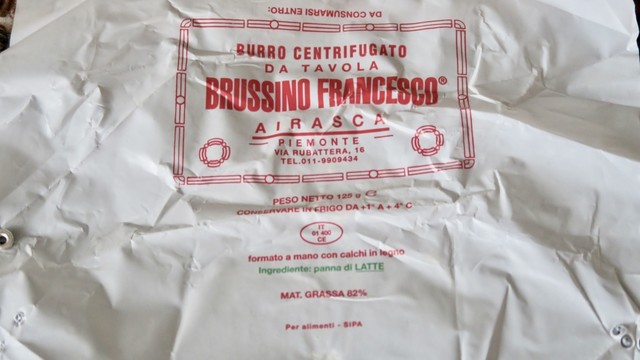 DA CONSUMARSI ENTRO:
BURRO CENTRIFUGATO
DA TAVOLA
BRUSSINO FRANCESCO®
AIRASCA
PIEMONTE
VIA RUBATTERA, 16
TEL.011-9909434
PESO NETTO 125 g ℮
CONSERVARE IN FRIGO DA +1° A + 4° C
IT
01 400
CE
formato a mano con calchi in legno
Ingrediente: panna di LATTE
MAT. GRASSA 82%
Per alimenti - SIPA